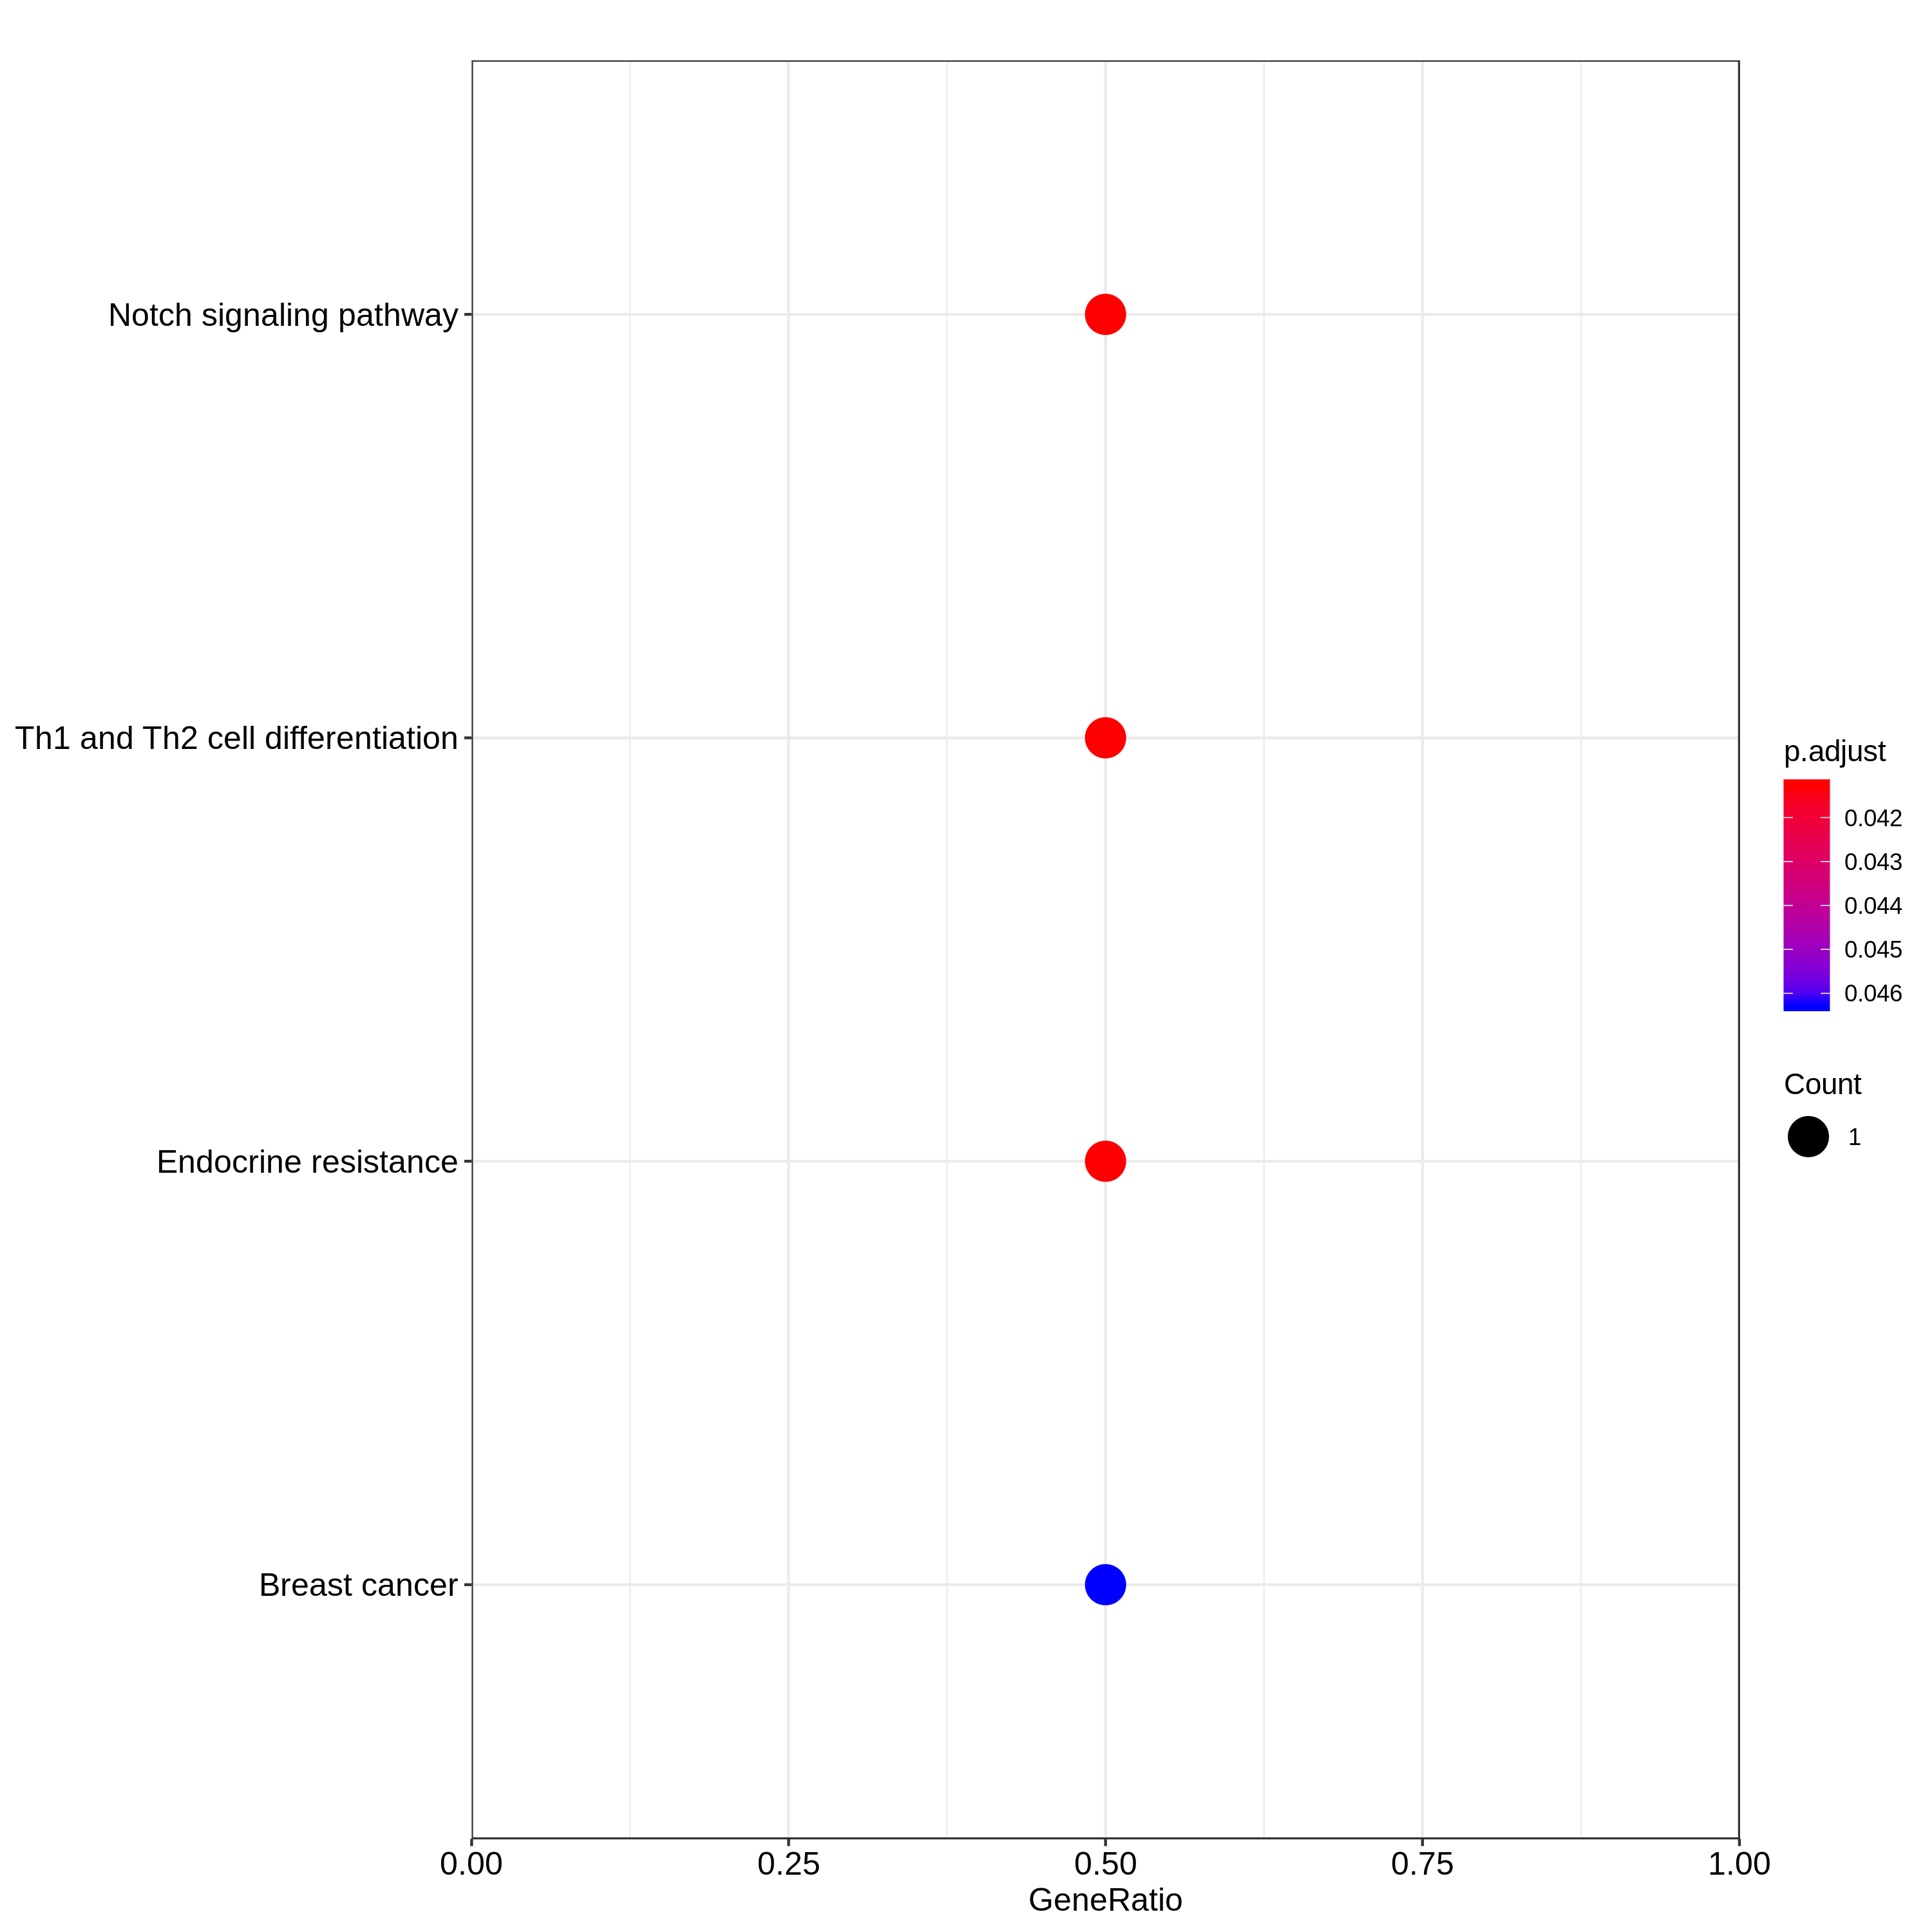 Notch signaling pathway
Th1 and Th2 cell differentiation
Endocrine resistance
Breast cancer
0.00 0.25 0.50 0.75 1.00
GeneRatio
p.adjust
0.042
0.043
0.044
0.045
0.046
Count
1